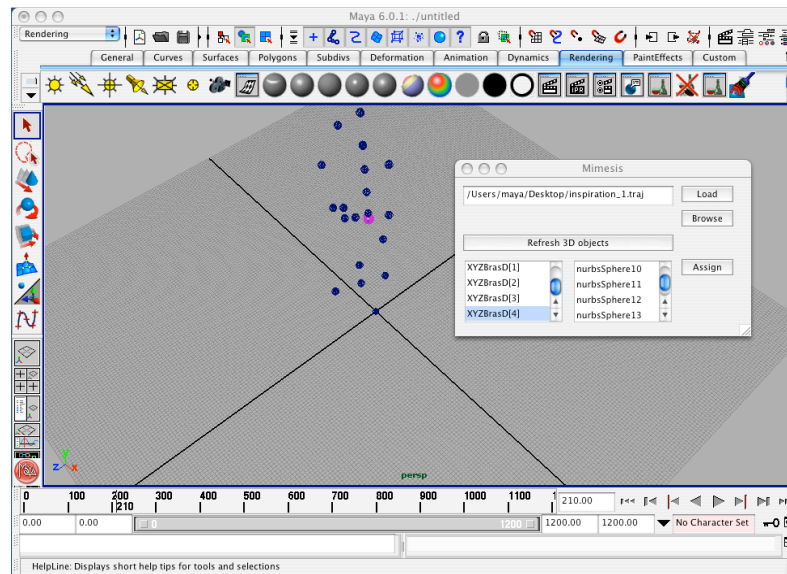 Maya 6.0.1: ./untitled
Rendering
General Curves Surfaces Polygons Subdivs Deformation Animation Dynamics Rendering PaintEffects Custom
IPR
Mimesis
/Users/maya/Desktop/inspiration_1.traj Load
Browse
Refresh 3D objects
XYZBrasD[1] nurbsSphere10 Assign
XYZBrasD[2] nurbsSphere11
XYZBrasD[3] nurbsSphere12
XYZBrasD[4] nurbsSphere13
y
z x
persp
0 100 200 300 400 500 600 700 800 900 1000 1100 210.00
210
0.00 0.00 0 1200 1200.00 1200.00 No Character Set
HelpLine: Displays short help tips for tools and selections